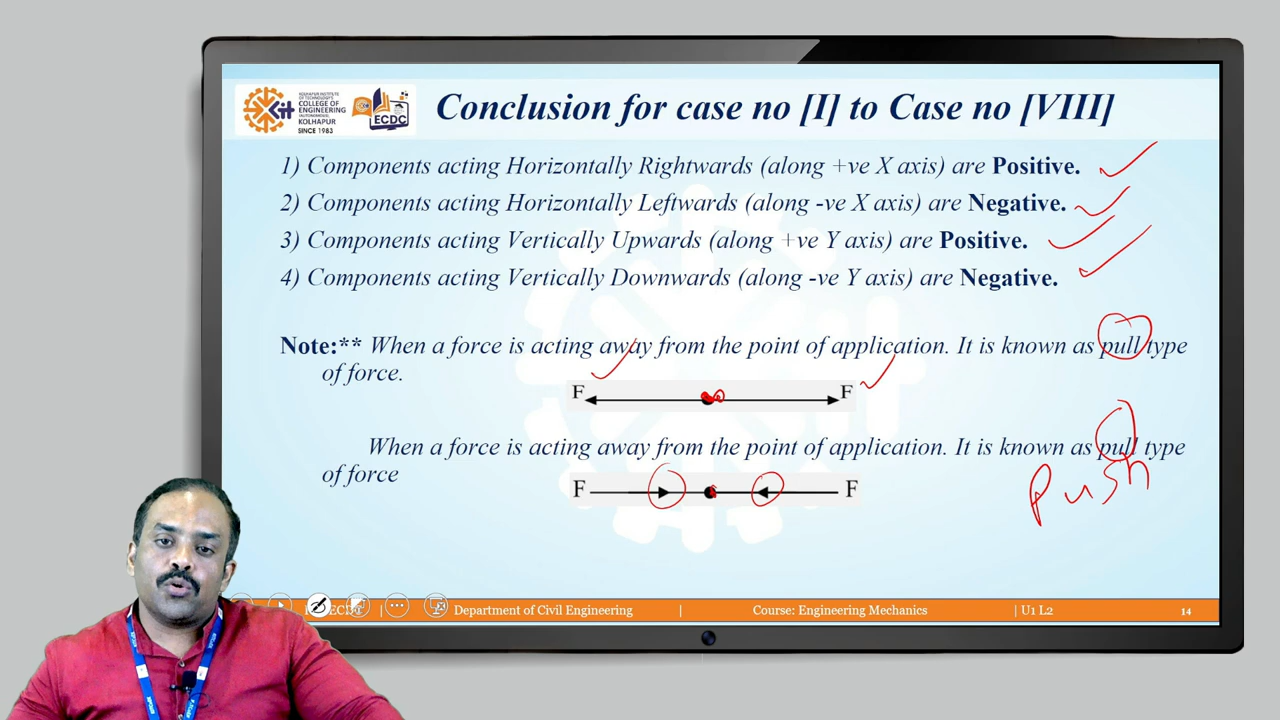 KOLHAPUR INSTITUTE
OF TECHNOLOGY'S
COLLEGE OF
ENGINEERING
(AUTONOMOUS)
KOLHAPUR
SINCE 1983
ECDC
Conclusion for case no [I] to Case no [VIII]
1) Components acting Horizontally Rightwards (along +ve X axis) are Positive.
2) Components acting Horizontally Leftwards (along -ve X axis) are Negative.
3) Components acting Vertically Upwards (along +ve Y axis) are Positive.
4) Components acting Vertically Downwards (along -ve Y axis) are Negative.
Note:** When a force is acting away from the point of application. It is known as pull type
of force.
F F
When a force is acting away from the point of application. It is known as pull type
of force
F F
Push
| Department of Civil Engineering | Course: Engineering Mechanics | U1 L2 14